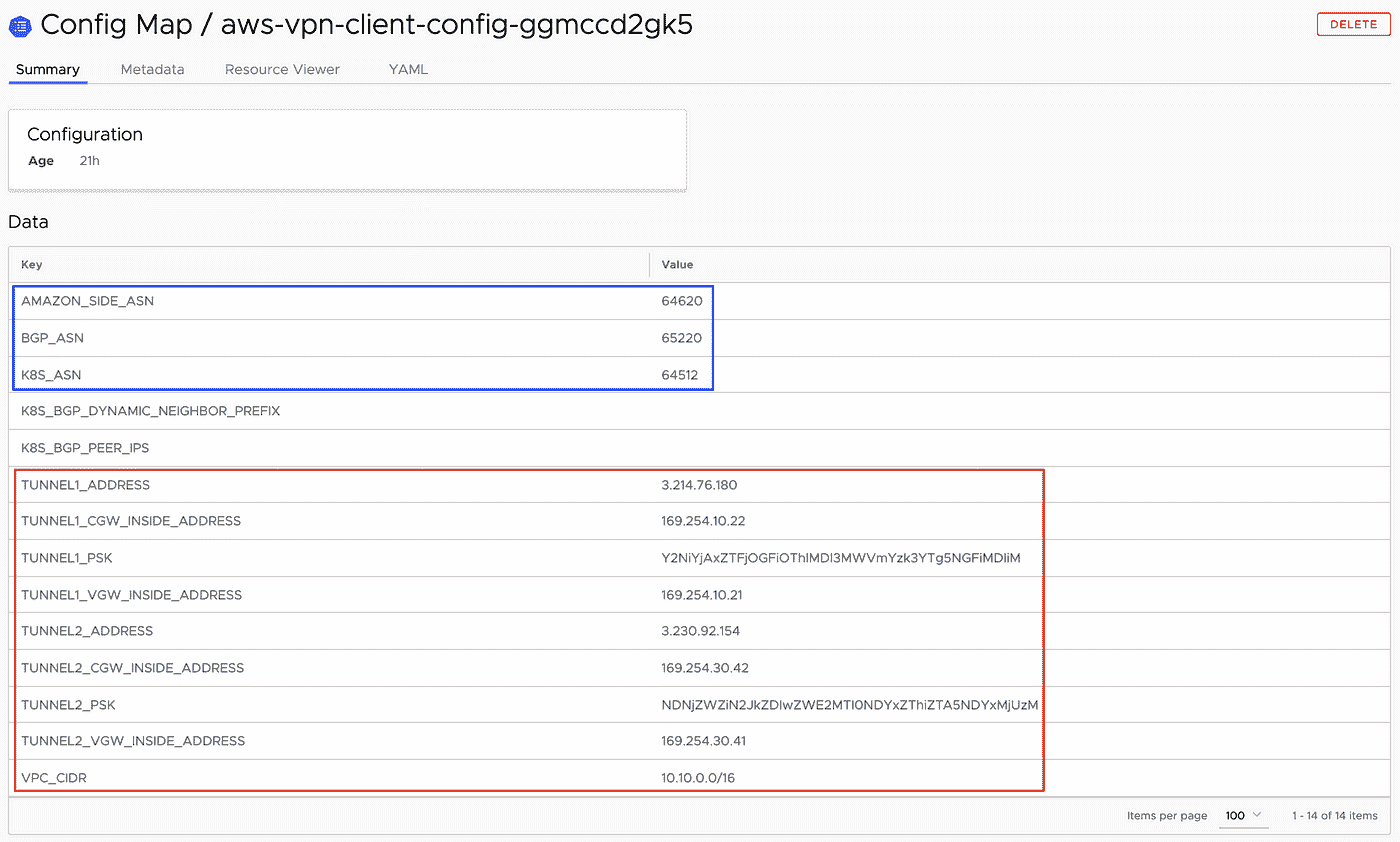 Config Map / aws-vpn-client-config-ggmccd2gk5
DELETE
Summary Metadata Resource Viewer YAML
Configuration
Age 21h
Data
Key Value
AMAZON_SIDE_ASN 64620
BGP_ASN 65220
K8S_ASN 64512
K8S_BGP_DYNAMIC_NEIGHBOR_PREFIX
K8S_BGP_PEER_IPS
TUNNEL1_ADDRESS 3.214.76.180
TUNNEL1_CGW_INSIDE_ADDRESS 169.254.10.22
TUNNEL1_PSK Y2NiYjAxZTFjOGFiOThlMDI3MWVmYzk3YTg5NGFiMDliM
TUNNEL1_VGW_INSIDE_ADDRESS 169.254.10.21
TUNNEL2_ADDRESS 3.230.92.154
TUNNEL2_CGW_INSIDE_ADDRESS 169.254.30.42
TUNNEL2_PSK NDNjZWZiN2JkZDIwZWE2MTI0NDYxZThiZTA5NDYxMjUzM
TUNNEL2_VGW_INSIDE_ADDRESS 169.254.30.41
VPC_CIDR 10.10.0.0/16
Items per page 100 1 - 14 of 14 items